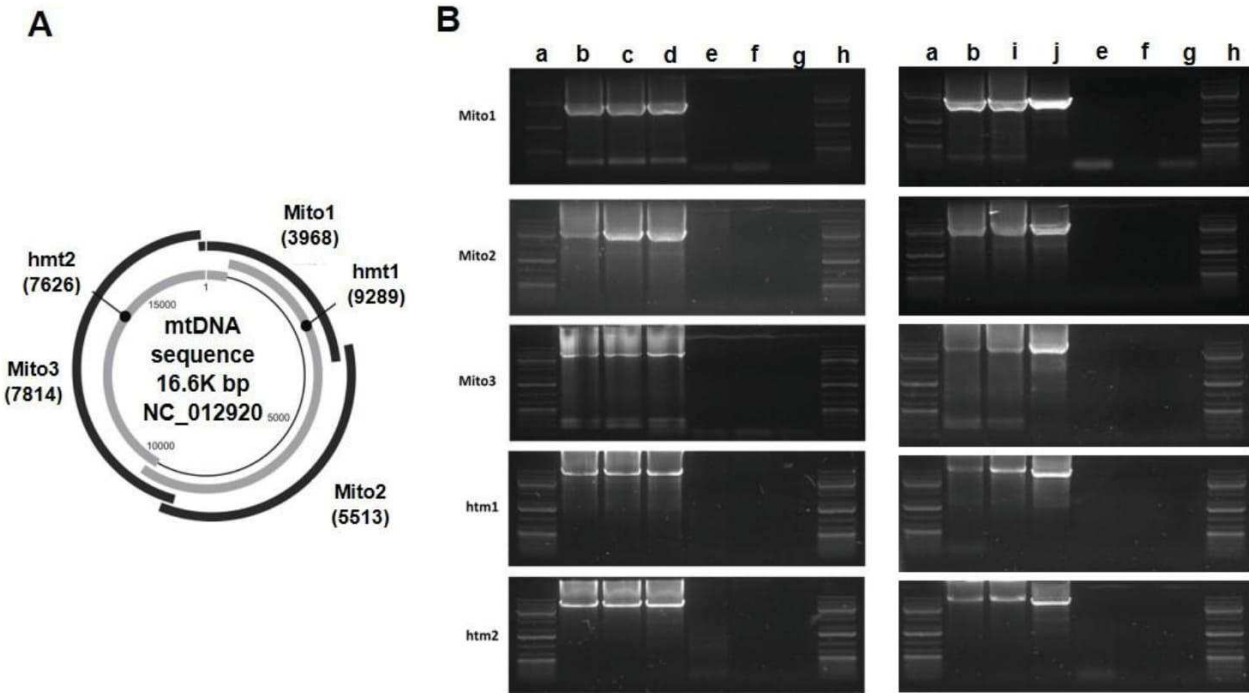 A
Mito1
(3968)
hmt2
(7626)
hmt1
(9289)
1
15000
mtDNA
sequence
16.6K bp
NC_012920
Mito3
(7814)
5000
10000
Mito2
(5513)
B
a b c d e f g h
a b i j e f g h
Mito1
Mito2
Mito3
htm1
htm2